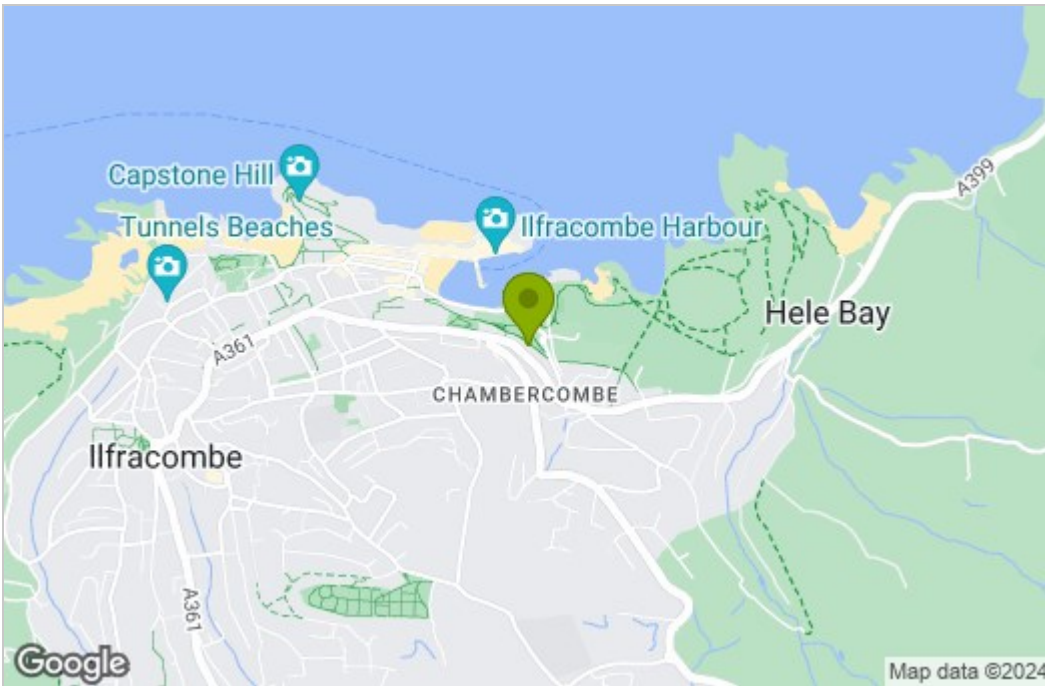 Capstone Hill
Tunnels Beaches
Ilfracombe Harbour
A399
Hele Bay
A361
CHAMBERCOMBE
Ilfracombe
A361
Google
Map data ©2024